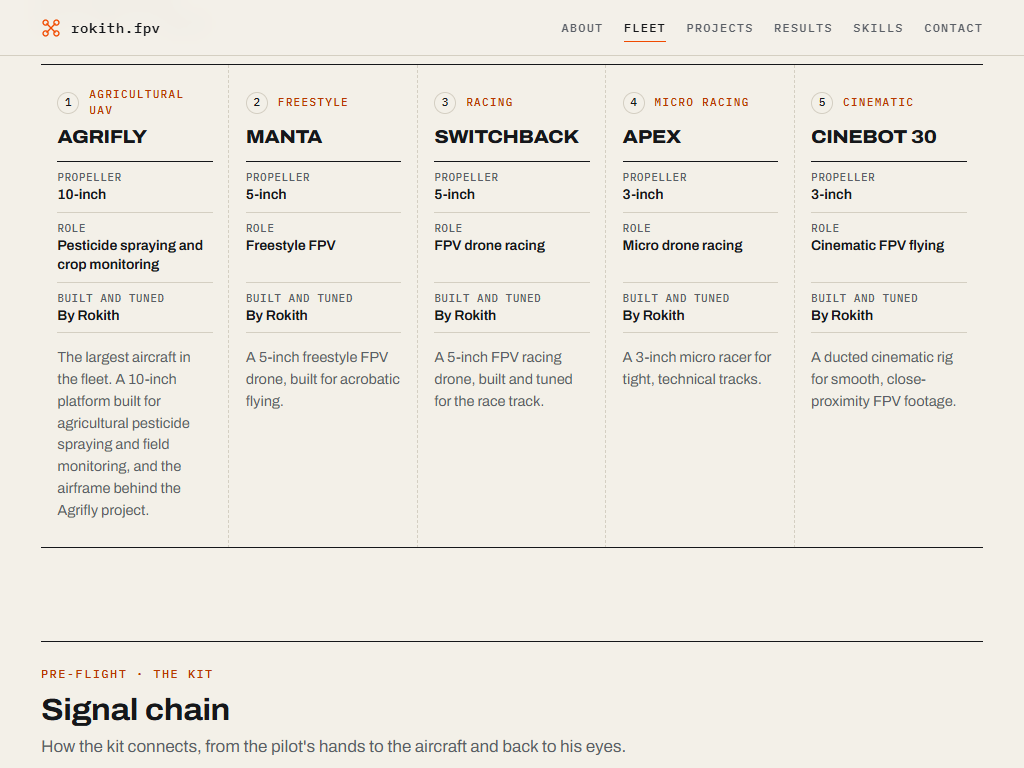 rokith.fpv
ABOUT FLEET PROJECTS RESULTS SKILLS CONTACT
1 AGRICULTURAL
UAV
AGRIFLY
PROPELLER
10-inch
ROLE
Pesticide spraying and
crop monitoring
BUILT AND TUNED
By Rokith
The largest aircraft in
the fleet. A 10-inch
platform built for
agricultural pesticide
spraying and field
monitoring, and the
airframe behind the
Agrifly project.
2 FREESTYLE
MANTA
PROPELLER
5-inch
ROLE
Freestyle FPV
BUILT AND TUNED
By Rokith
A 5-inch freestyle FPV
drone, built for acrobatic
flying.
3 RACING
SWITCHBACK
PROPELLER
5-inch
ROLE
FPV drone racing
BUILT AND TUNED
By Rokith
A 5-inch FPV racing
drone, built and tuned
for the race track.
4 MICRO RACING
APEX
PROPELLER
3-inch
ROLE
Micro drone racing
BUILT AND TUNED
By Rokith
A 3-inch micro racer for
tight, technical tracks.
5 CINEMATIC
CINEBOT 30
PROPELLER
3-inch
ROLE
Cinematic FPV flying
BUILT AND TUNED
By Rokith
A ducted cinematic rig
for smooth, close-
proximity FPV footage.
PRE-FLIGHT · THE KIT
Signal chain
How the kit connects, from the pilot's hands to the aircraft and back to his eyes.